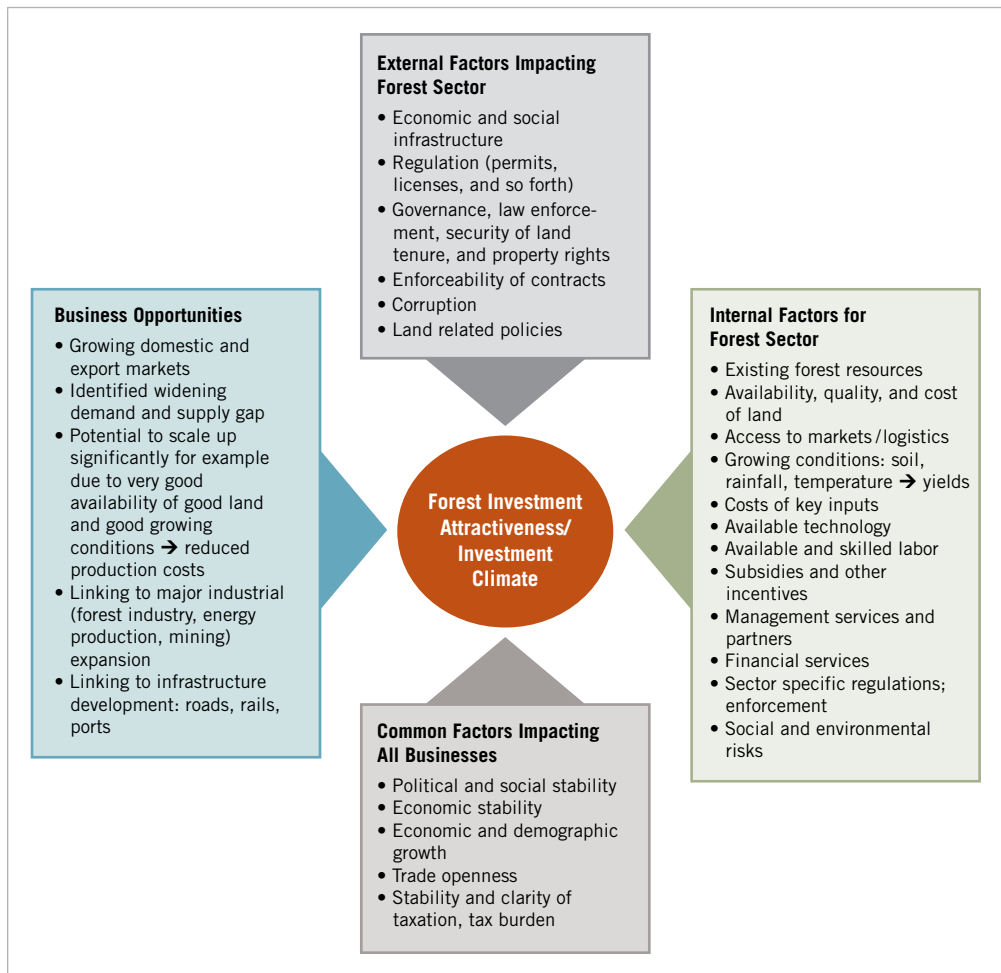 External Factors Impacting
Forest Sector
• Economic and social
infrastructure
• Regulation (permits,
licenses, and so forth)
• Governance, law enforce-
ment, security of land
tenure, and property rights
• Enforceability of contracts
• Corruption
• Land related policies
Business Opportunities
• Growing domestic and
export markets
• Identified widening
demand and supply gap
• Potential to scale up
significantly for example
due to very good
availability of good land
and good growing
conditions ➔ reduced
production costs
• Linking to major industrial
(forest industry, energy
production, mining)
expansion
• Linking to infrastructure
development: roads, rails,
ports
Forest Investment
Attractiveness/
Investment
Climate
Internal Factors for
Forest Sector
• Existing forest resources
• Availability, quality, and cost
of land
• Access to markets/logistics
• Growing conditions: soil,
rainfall, temperature ➔ yields
• Costs of key inputs
• Available technology
• Available and skilled labor
• Subsidies and other
incentives
• Management services and
partners
• Financial services
• Sector specific regulations;
enforcement
• Social and environmental
risks
Common Factors Impacting
All Businesses
• Political and social stability
• Economic stability
• Economic and demographic
growth
• Trade openness
• Stability and clarity of
taxation, tax burden